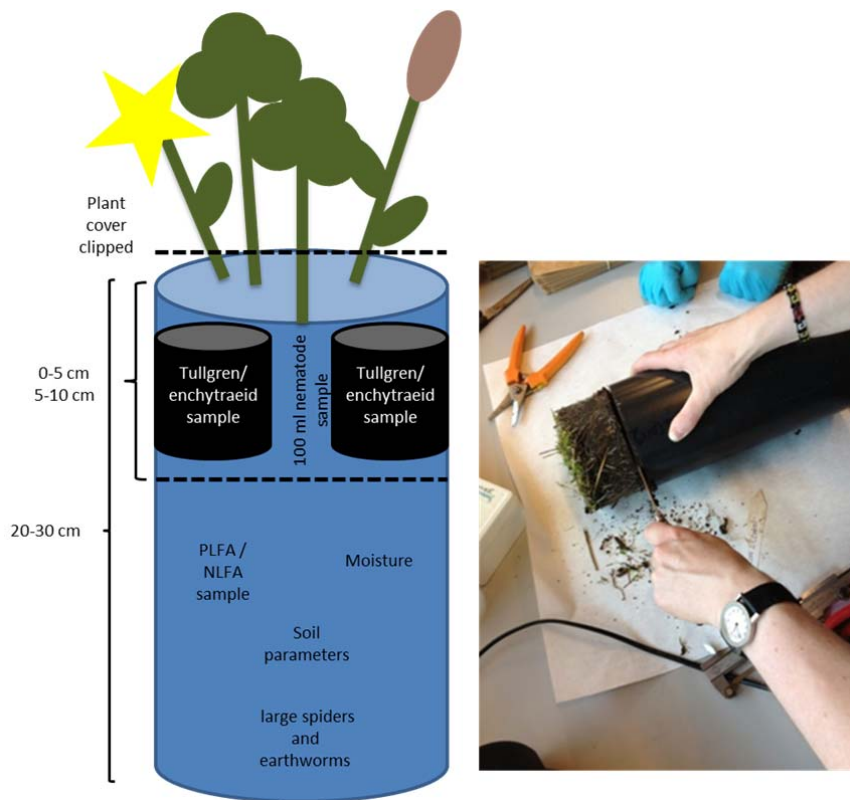 Plant
cover
clipped
0-5 cm
5-10 cm
Tullgren/
enchytraeid
sample
100 ml nematode
sample
Tullgren/
enchytraeid
sample
20-30 cm
PLFA /
NLFA
sample
Moisture
Soil
parameters
large spiders
and
earthworms